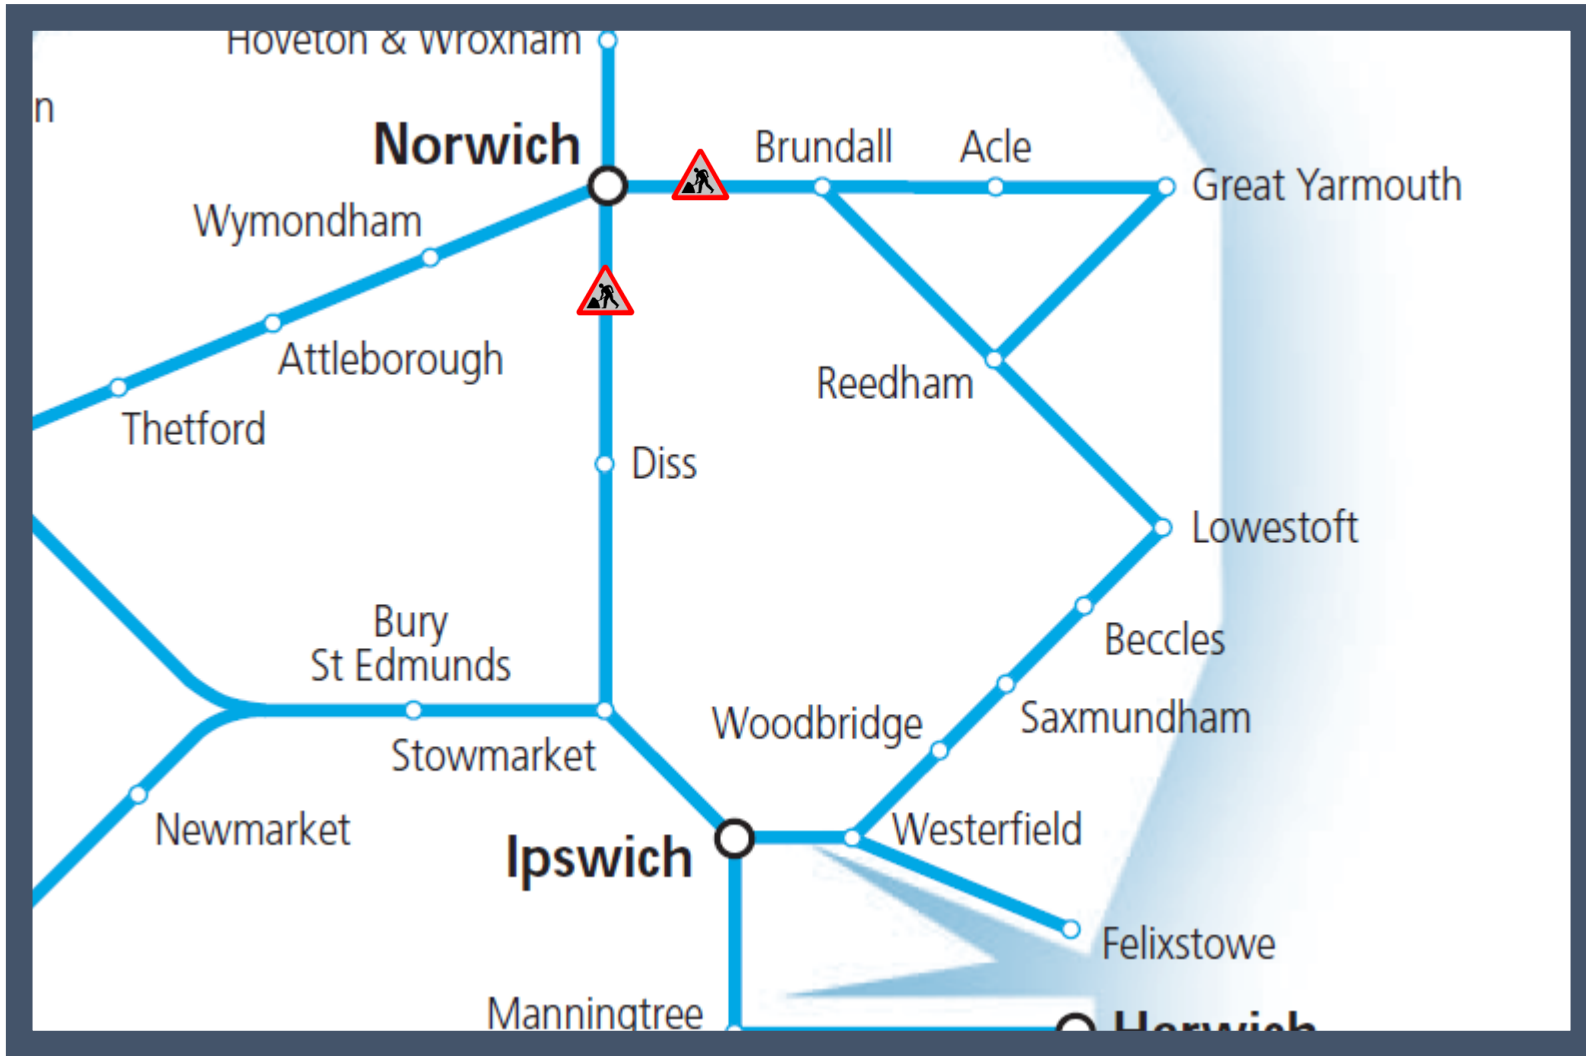 Hoveton & Wroxham
n
Norwich
Brundall
Acle
Great Yarmouth
Wymondham
Attleborough
Reedham
Thetford
Diss
Lowestoft
Bury
St Edmunds
Beccles
Woodbridge
Saxmundham
Stowmarket
Newmarket
Ipswich
Westerfield
Felixstowe
Manningtree
Harwich